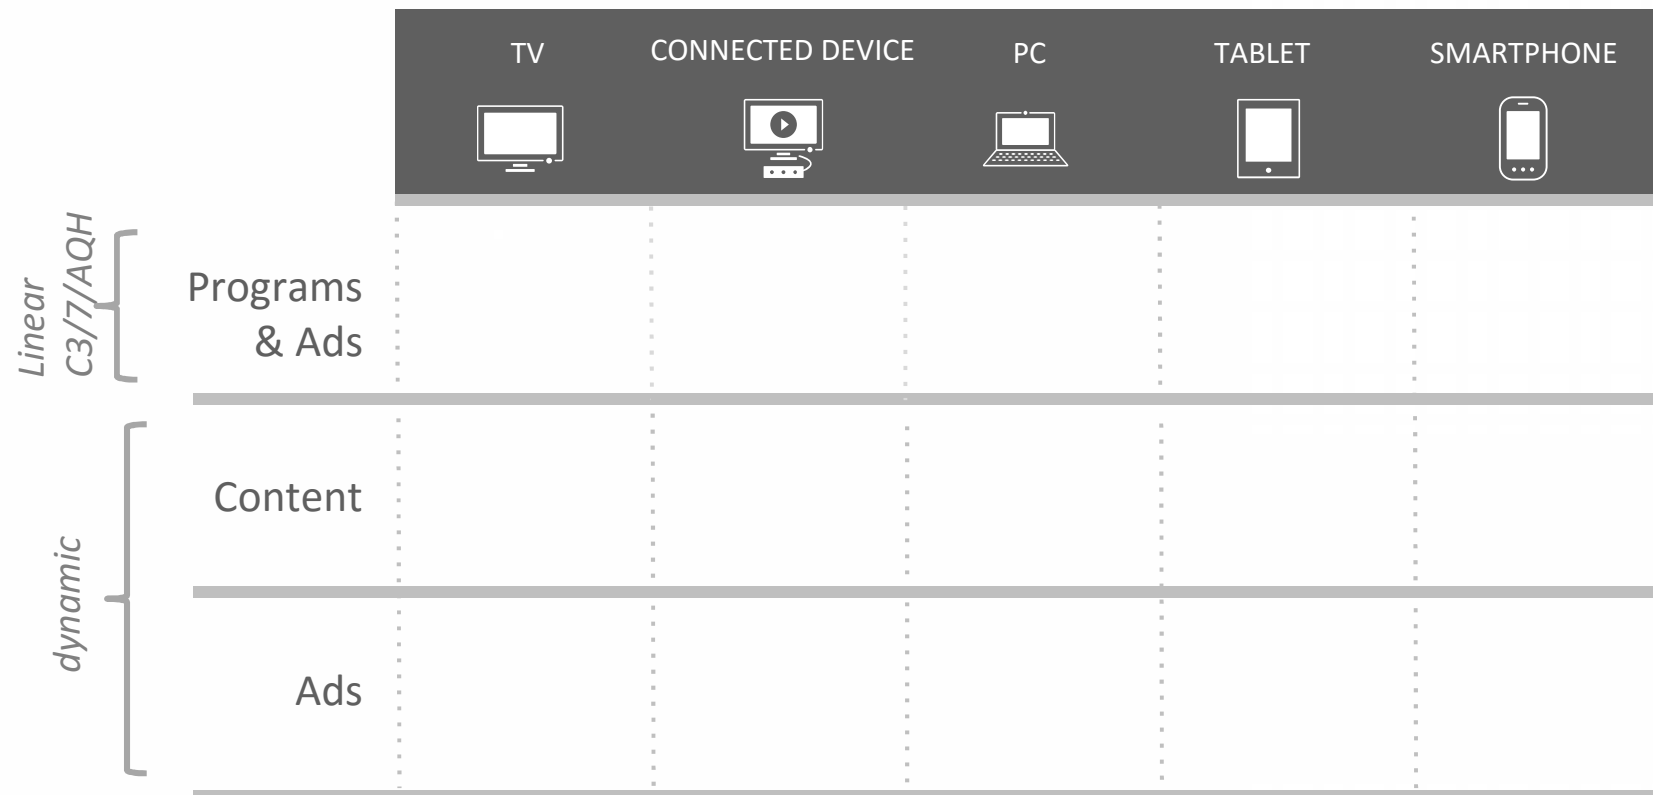 TV
CONNECTED DEVICE
PC
TABLET
SMARTPHONE
Linear
C3/7/AQH
Programs
& Ads
dynamic
Content
Ads